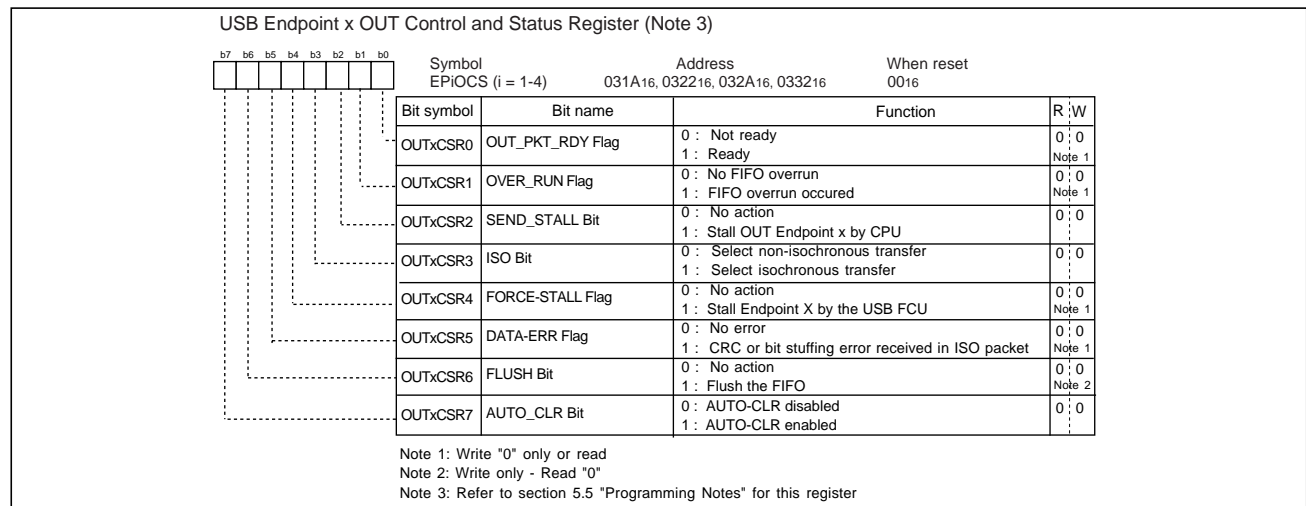 USB Endpoint x OUT Control and Status Register (Note 3)
b7 b6 b5 b4 b3 b2 b1 b0
Symbol Address When reset
EPiOCS (i = 1-4) 031A16, 032216, 032A16, 033216 0016
Bit symbol Bit name Function R W
OUTxCSR0 OUT_PKT_RDY Flag 0 : Not ready 0 0
1 : Ready Note 1
OUTxCSR1 OVER_RUN Flag 0 : No FIFO overrun 0 0
1 : FIFO overrun occured Note 1
OUTxCSR2 SEND_STALL Bit 0 : No action 0 0
1 : Stall OUT Endpoint x by CPU
OUTxCSR3 ISO Bit 0 : Select non-isochronous transfer 0 0
1 : Select isochronous transfer
OUTxCSR4 FORCE-STALL Flag 0 : No action 0 0
1 : Stall Endpoint X by the USB FCU Note 1
OUTxCSR5 DATA-ERR Flag 0 : No error 0 0
1 : CRC or bit stuffing error received in ISO packet Note 1
OUTxCSR6 FLUSH Bit 0 : No action 0 0
1 : Flush the FIFO Note 2
OUTxCSR7 AUTO_CLR Bit 0 : AUTO-CLR disabled 0 0
1 : AUTO-CLR enabled
Note 1: Write "0" only or read
Note 2: Write only - Read "0"
Note 3: Refer to section 5.5 "Programming Notes" for this register